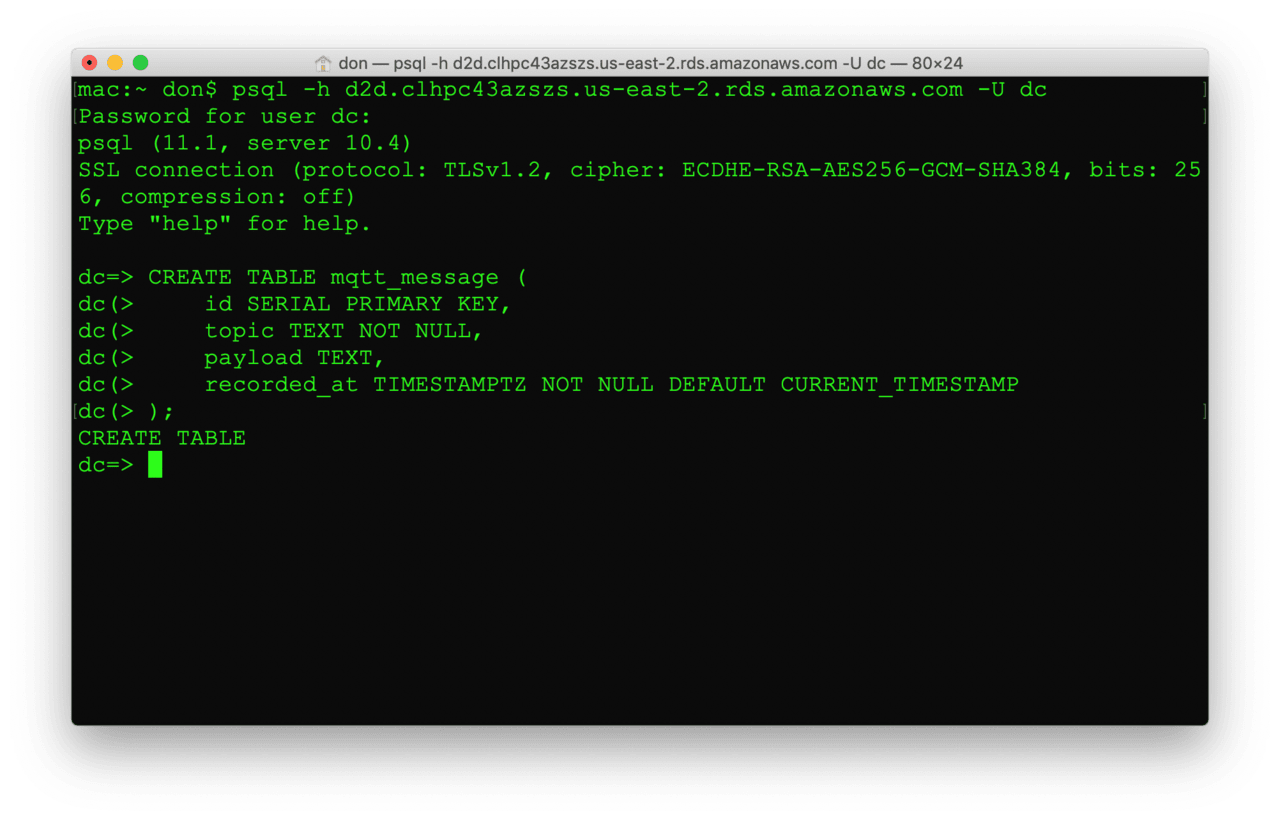 don — psql -h d2d.clhpc43azszs.us-east-2.rds.amazonaws.com -U dc — 80×24
[mac:~ don$ psql -h d2d.clhpc43azszs.us-east-2.rds.amazonaws.com -U dc ]
[Password for user dc: ]
psql (11.1, server 10.4)
SSL connection (protocol: TLSv1.2, cipher: ECDHE-RSA-AES256-GCM-SHA384, bits: 25
6, compression: off)
Type "help" for help.

dc=> CREATE TABLE mqtt_message (
dc(>     id SERIAL PRIMARY KEY,
dc(>     topic TEXT NOT NULL,
dc(>     payload TEXT,
dc(>     recorded_at TIMESTAMPTZ NOT NULL DEFAULT CURRENT_TIMESTAMP
[dc(> ); ]
CREATE TABLE
dc=>